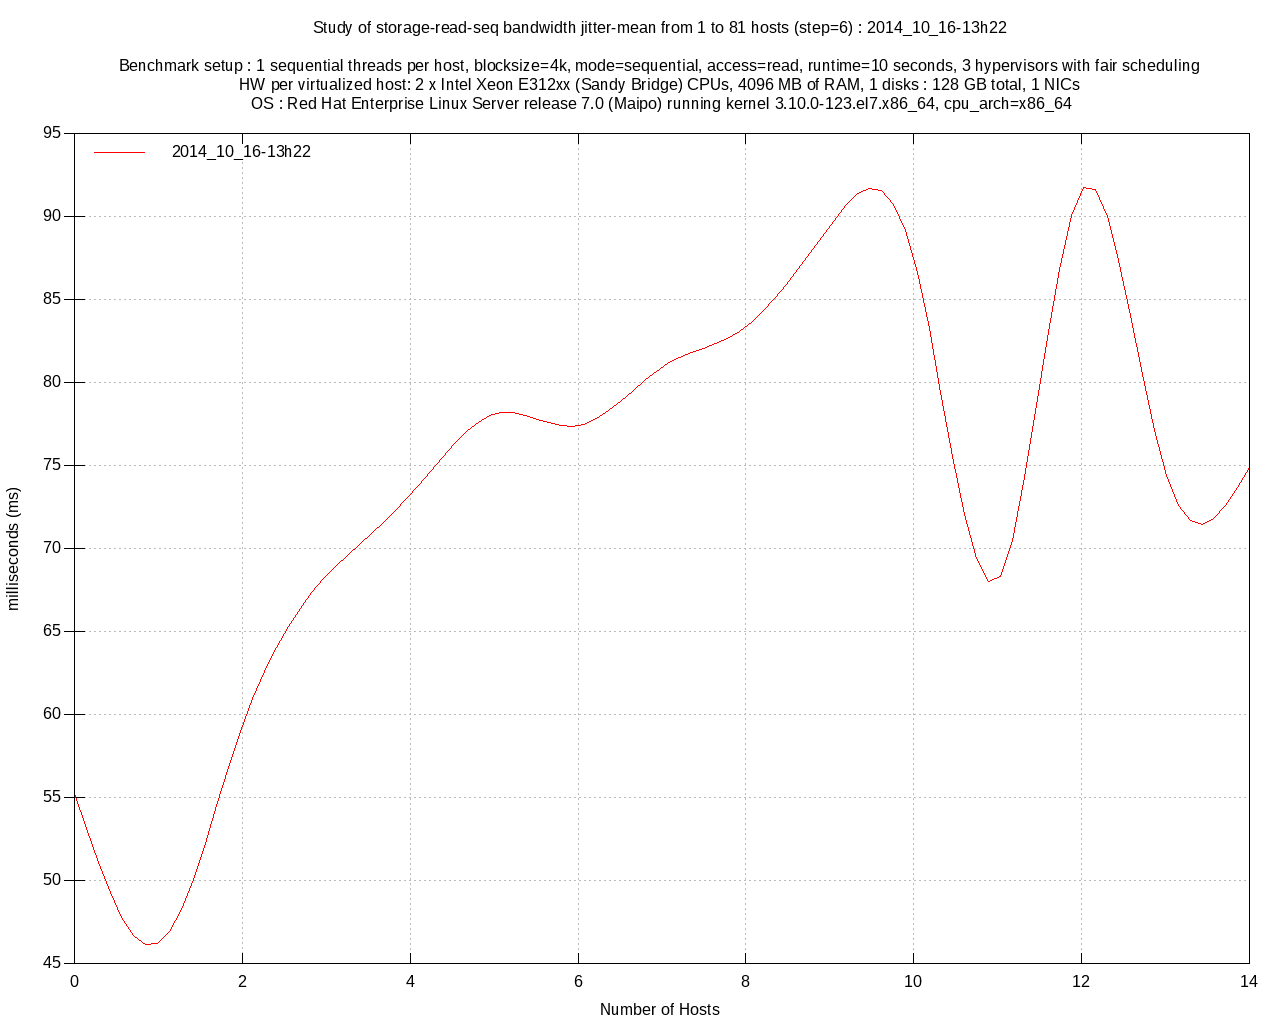 Study of storage-read-seq bandwidth jitter-mean from 1 to 81 hosts (step=6) : 2014_10_16-13h22
Benchmark setup : 1 sequential threads per host, blocksize=4k, mode=sequential, access=read, runtime=10 seconds, 3 hypervisors with fair scheduling
HW per virtualized host: 2 x Intel Xeon E312xx (Sandy Bridge) CPUs, 4096 MB of RAM, 1 disks : 128 GB total, 1 NICs
OS : Red Hat Enterprise Linux Server release 7.0 (Maipo) running kernel 3.10.0-123.el7.x86_64, cpu_arch=x86_64
2014_10_16-13h22
95
90
85
80
75
70
65
60
55
50
45
milliseconds (ms)
0 2 4 6 8 10 12 14
Number of Hosts